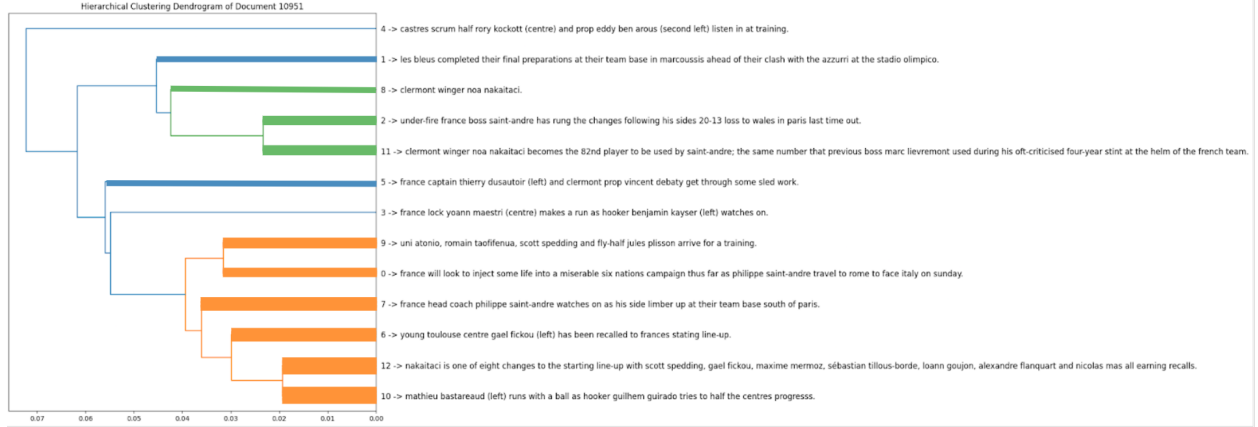 Hierarchical Clustering Dendrogram of Document 10951
4 -> castres scrum half rory kockott (centre) and prop eddy ben arous (second left) listen in at training.
1 -> les bleus completed their final preparations at their team base in marcoussis ahead of their clash with the azzurri at the stadio olimpico.
8 -> clermont winger noa nakaitaci.
2 -> under-fire france boss saint-andre has rung the changes following his sides 20-13 loss to wales in paris last time out.
11 -> clermont winger noa nakaitaci becomes the 82nd player to be used by saint-andre; the same number that previous boss marc lievremont used during his oft-criticised four-year stint at the helm of the french team.
5 -> france captain thierry dusautoir (left) and clermont prop vincent debaty get through some sled work.
3 -> france lock yoann maestri (centre) makes a run as hooker benjamin kayser (left) watches on.
9 -> uni atonio, romain taofifenua, scott spedding and fly-half jules plisson arrive for a training.
0 -> france will look to inject some life into a miserable six nations campaign thus far as philippe saint-andre travel to rome to face italy on sunday.
7 -> france head coach philippe saint-andre watches on as his side limber up at their team base south of paris.
6 -> young toulouse centre gael fickou (left) has been recalled to frances stating line-up.
12 -> nakaitaci is one of eight changes to the starting line-up with scott spedding, gael fickou, maxime mermoz, sébastian tillous-borde, loann goujon, alexandre flanquart and nicolas mas all earning recalls.
10 -> mathieu bastareaud (left) runs with a ball as hooker guilhem guirado tries to half the centres progresss.
0.07 0.06 0.05 0.04 0.03 0.02 0.01 0.00